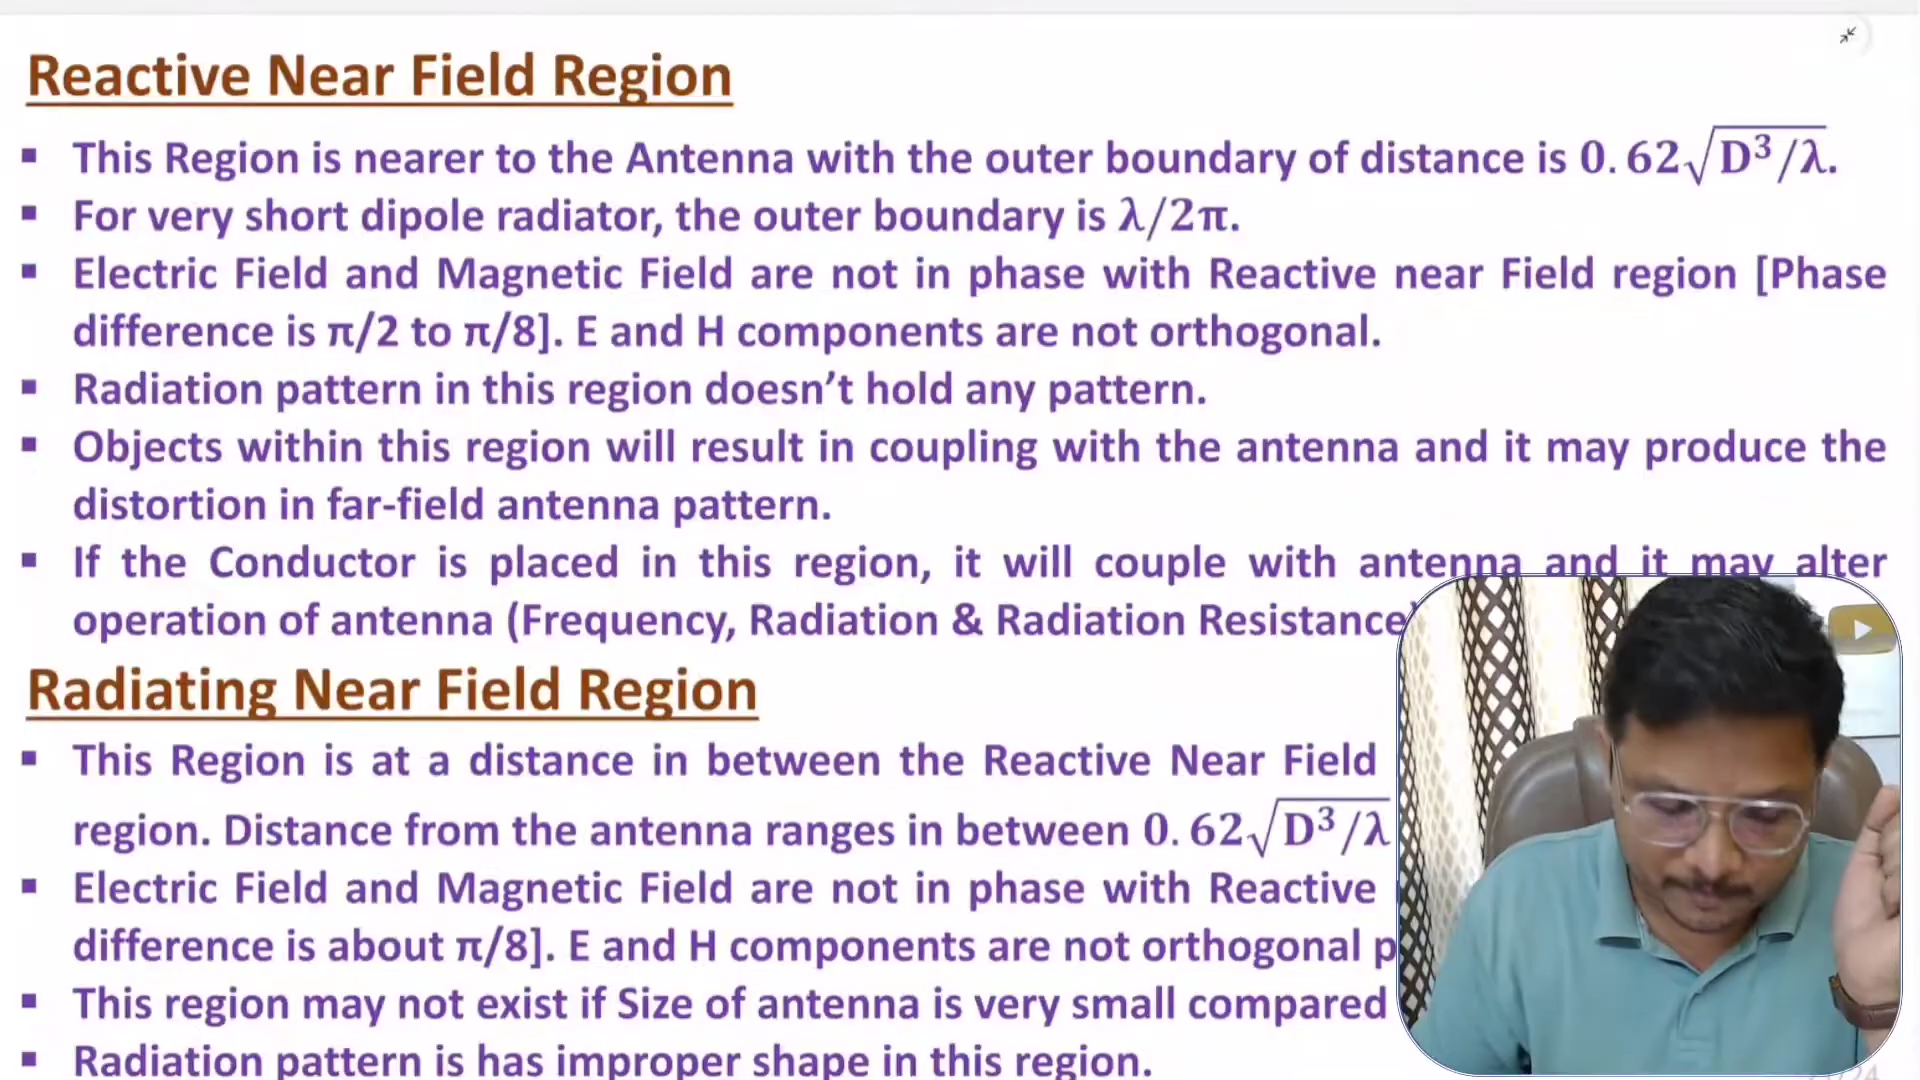 Reactive Near Field Region
▪ This Region is nearer to the Antenna with the outer boundary of distance is 0.62√(D³/λ).
▪ For very short dipole radiator, the outer boundary is λ/2π.
▪ Electric Field and Magnetic Field are not in phase with Reactive near Field region [Phase
difference is π/2 to π/8]. E and H components are not orthogonal.
▪ Radiation pattern in this region doesn’t hold any pattern.
▪ Objects within this region will result in coupling with the antenna and it may produce the
distortion in far-field antenna pattern.
▪ If the Conductor is placed in this region, it will couple with antenna and it may alter
operation of antenna (Frequency, Radiation & Radiation Resistance)
Radiating Near Field Region
▪ This Region is at a distance in between the Reactive Near Field
region. Distance from the antenna ranges in between 0.62√(D³/λ)
▪ Electric Field and Magnetic Field are not in phase with Reactive
difference is about π/8]. E and H components are not orthogonal
▪ This region may not exist if Size of antenna is very small compared
▪ Radiation pattern is has improper shape in this region.